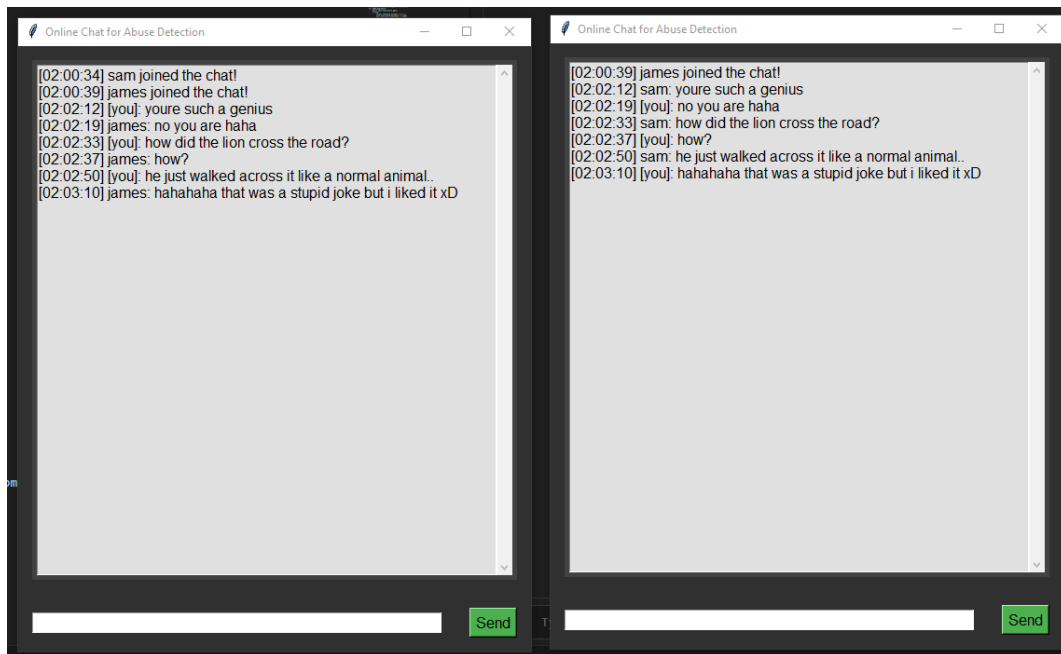 Online Chat for Abuse Detection
[02:00:34] sam joined the chat!
[02:00:39] james joined the chat!
[02:02:12] [you]: youre such a genius
[02:02:19] james: no you are haha
[02:02:33] [you]: how did the lion cross the road?
[02:02:37] james: how?
[02:02:50] [you]: he just walked across it like a normal animal..
[02:03:10] james: hahahaha that was a stupid joke but i liked it xD
Send
Online Chat for Abuse Detection
[02:00:39] james joined the chat!
[02:02:12] sam: youre such a genius
[02:02:19] [you]: no you are haha
[02:02:33] sam: how did the lion cross the road?
[02:02:37] [you]: how?
[02:02:50] sam: he just walked across it like a normal animal..
[02:03:10] [you]: hahahaha that was a stupid joke but i liked it xD
Send